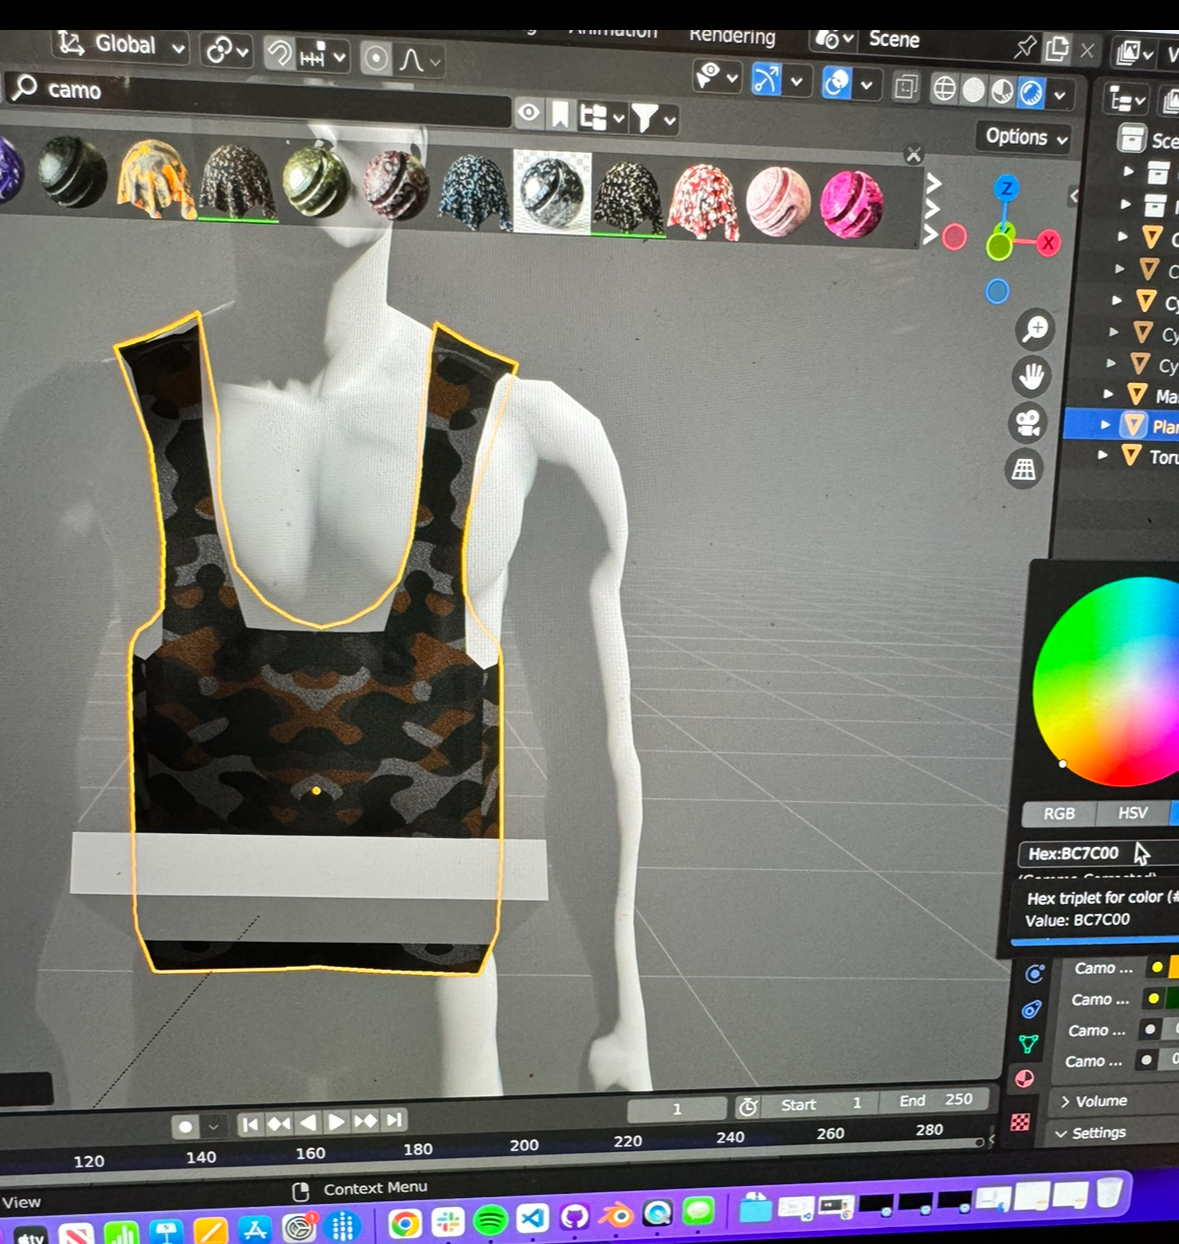 Global
Rendering
Scene
camo
Options
Z
X
RGB
HSV
Hex:BC7C00
Hex triplet for color (#
Value: BC7C00
Camo ...
Camo ...
Camo ...
Camo ...
Volume
Settings
1
Start 1
End 250
120 140 160 180 200 220 240 260 280
View
Context Menu
tv